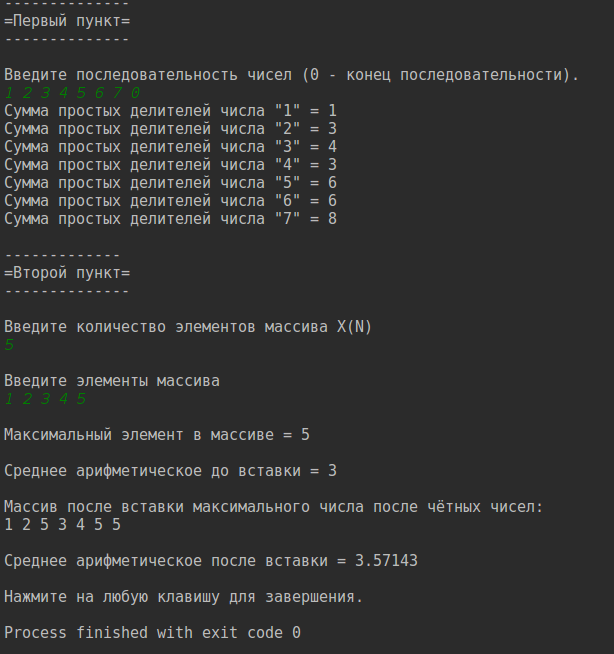 --------------
=Первый пункт=
--------------
Введите последовательность чисел (0 - конец последовательности).
1 2 3 4 5 6 7 0
Сумма простых делителей числа "1" = 1
Сумма простых делителей числа "2" = 3
Сумма простых делителей числа "3" = 4
Сумма простых делителей числа "4" = 3
Сумма простых делителей числа "5" = 6
Сумма простых делителей числа "6" = 6
Сумма простых делителей числа "7" = 8
-------------
=Второй пункт=
--------------
Введите количество элементов массива X(N)
5
Введите элементы массива
1 2 3 4 5
Максимальный элемент в массиве = 5
Среднее арифметическое до вставки = 3
Массив после вставки максимального числа после чётных чисел:
1 2 5 3 4 5 5
Среднее арифметическое после вставки = 3.57143
Нажмите на любую клавишу для завершения.
Process finished with exit code 0